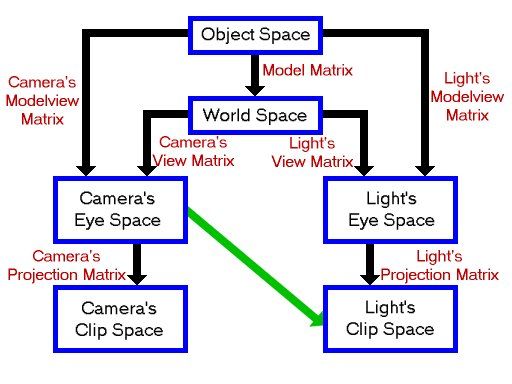 Object Space
Camera's
Modelview
Matrix
Model Matrix
Light's
Modelview
Matrix
World Space
Camera's
View Matrix
Light's
View Matrix
Camera's
Eye Space
Light's
Eye Space
Camera's
Projection Matrix
Light's
Projection Matrix
Camera's
Clip Space
Light's
Clip Space